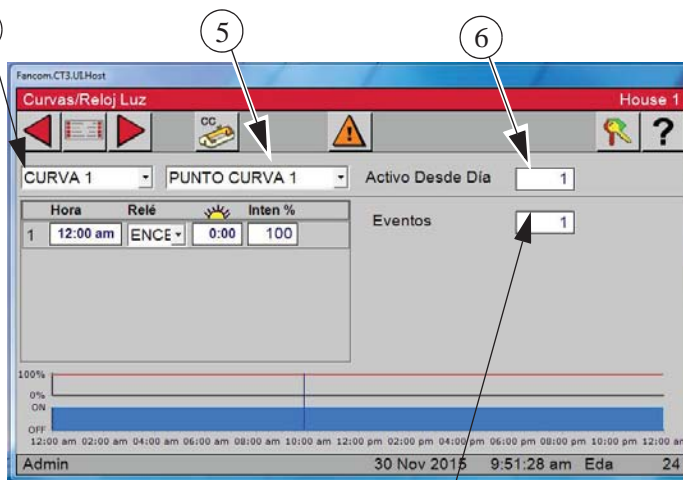 5
6
Fancom.CT3.UI.Host
Curvas/Reloj Luz House 1
CC
?
CURVA 1 PUNTO CURVA 1 Activo Desde Día 1
Hora Relé Inten %
1 12:00 am ENCE 0:00 100
Eventos 1
100%
0%
ON
OFF
12:00 am 02:00 am 04:00 am 06:00 am 08:00 am 10:00 am 12:00 pm 02:00 pm 04:00 pm 06:00 pm 08:00 pm 10:00 pm 12:00 am
Admin 30 Nov 2015 9:51:28 am Eda 24